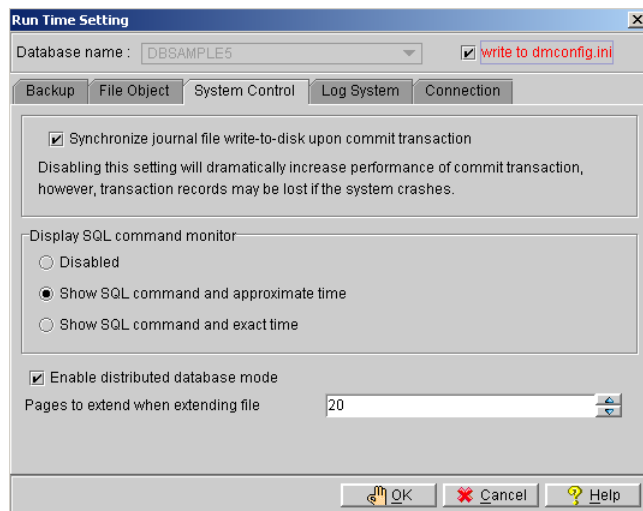 Run Time Setting
Database name : DBSAMPLE5 write to dmconfig.ini
Backup File Object System Control Log System Connection
Synchronize journal file write-to-disk upon commit transaction
Disabling this setting will dramatically increase performance of commit transaction,
however, transaction records may be lost if the system crashes.
Display SQL command monitor
Disabled
Show SQL command and approximate time
Show SQL command and exact time
Enable distributed database mode
Pages to extend when extending file 20
OK Cancel Help